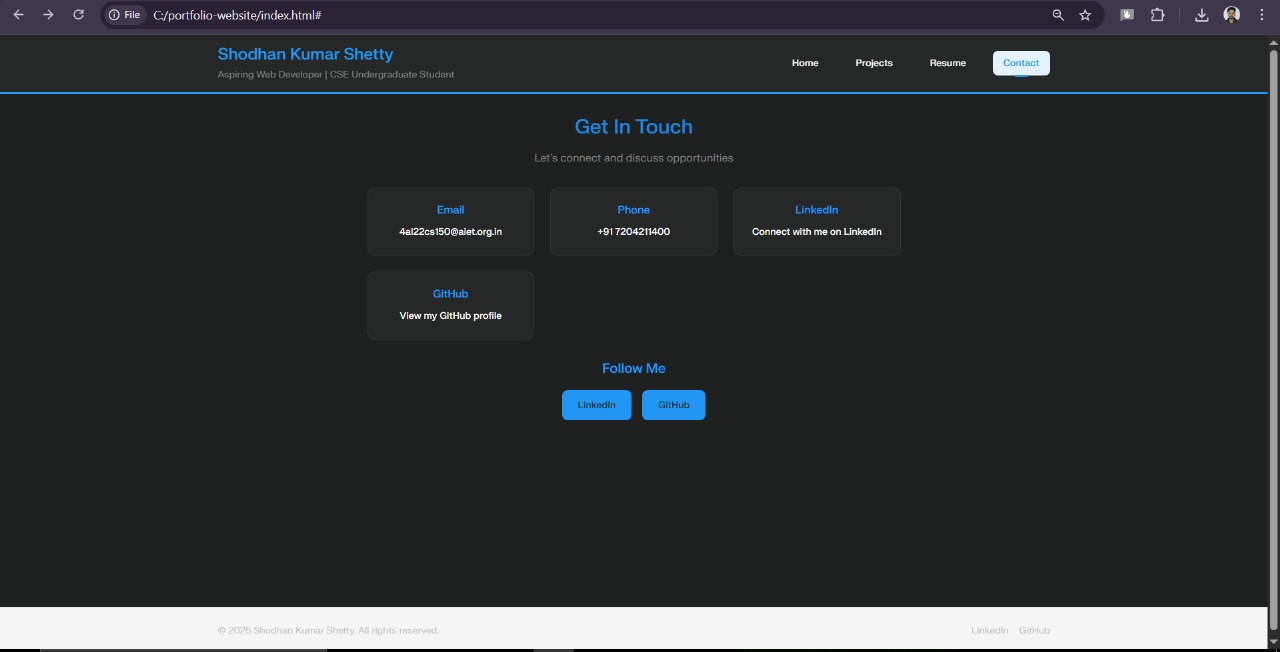 File C:/portfolio-website/index.html#
Shodhan Kumar Shetty
Aspiring Web Developer | CSE Undergraduate Student
Home Projects Resume Contact
Get In Touch
Let's connect and discuss opportunities
Email
4al22cs150@aiet.org.in
Phone
+91 7204211400
LinkedIn
Connect with me on LinkedIn
GitHub
View my GitHub profile
Follow Me
LinkedIn GitHub
© 2025 Shodhan Kumar Shetty. All rights reserved.
LinkedIn GitHub